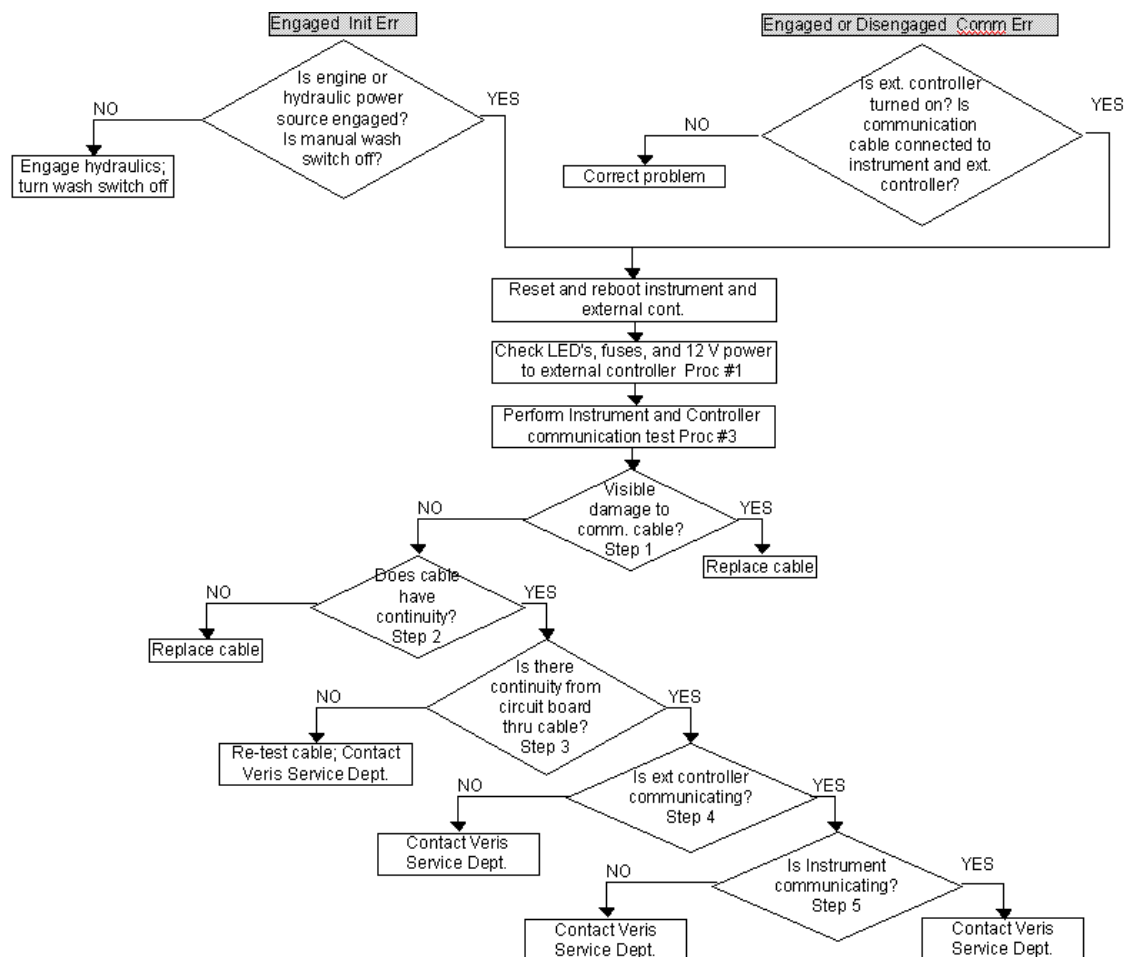 Engaged Init Err
Engaged or Disengaged Comm Err
Is engine or
hydraulic power
source engaged?
Is manual wash
switch off?
NO
YES
Engage hydraulics;
turn wash switch off
Is ext. controller
turned on? Is
communication
cable connected to
instrument and ext.
controller?
NO
YES
Correct problem
Reset and reboot instrument and
external cont.
Check LED's, fuses, and 12 V power
to external controller Proc #1
Perform Instrument and Controller
communication test Proc #3
Visible
damage to
comm. cable?
Step 1
NO
YES
Replace cable
Does cable
have
continuity?
Step 2
NO
YES
Replace cable
Is there
continuity from
circuit board
thru cable?
Step 3
NO
YES
Re-test cable; Contact
Veris Service Dept.
Is ext controller
communicating?
Step 4
NO
YES
Contact Veris
Service Dept.
Is Instrument
communicating?
Step 5
NO
YES
Contact Veris
Service Dept.
Contact Veris
Service Dept.